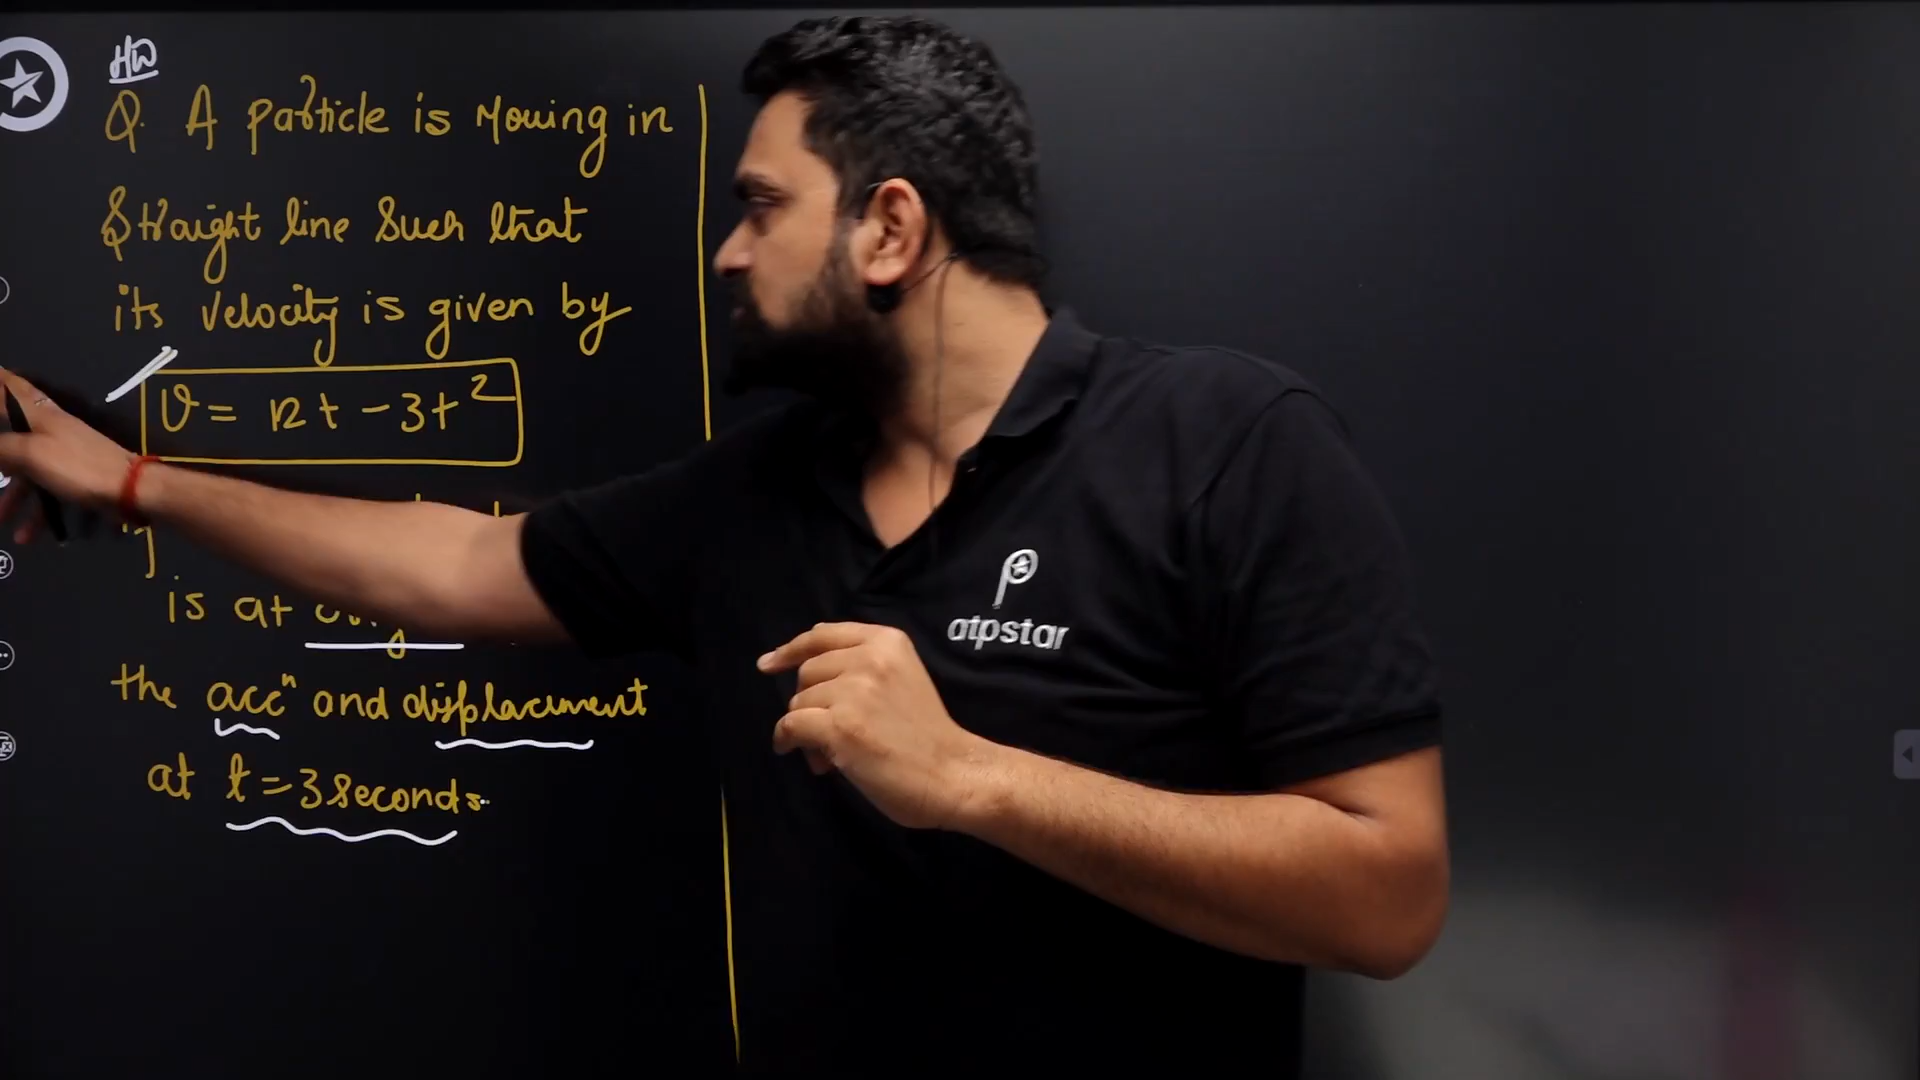 HW
Q. A particle is Moving in
Straight line Such that
its velocity is given by
v = 12t - 3t²
is at
the accⁿ and displacement
at t = 3 seconds.
atpstar